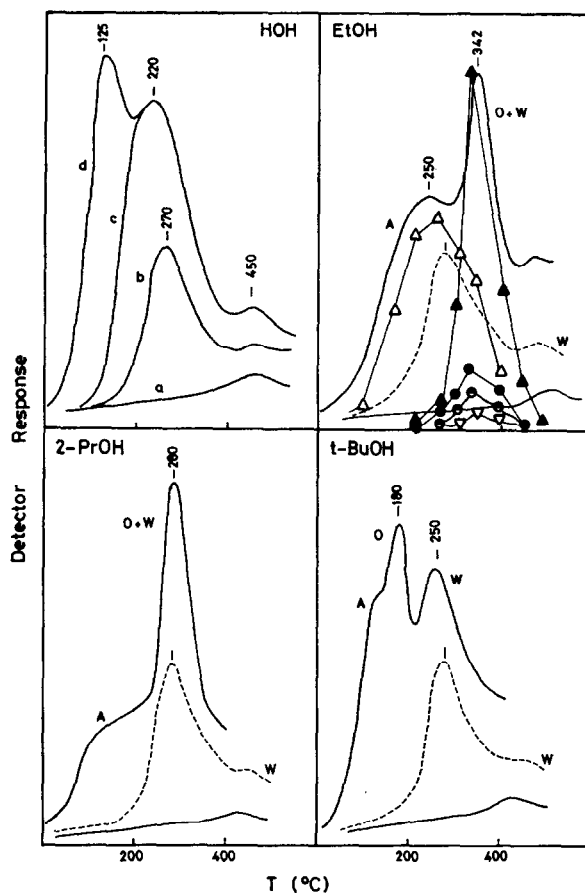 HOH
-125
-220
-270
-450
d
c
b
a
EtOH
-342
O+W
-250
A
W
2-PrOH
-280
O+W
A
W
t-BuOH
-180
O
-250
W
A
W
Detector Response
200
400
200
400
T (°C)